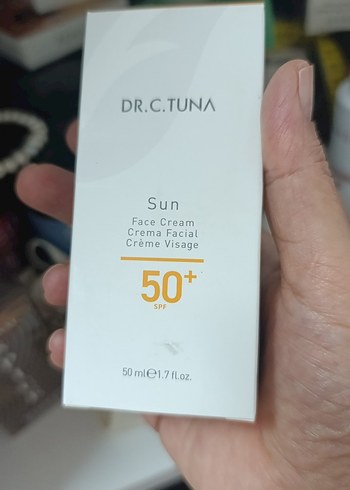 DR.C.TUNA
Sun
Face Cream
Crema Facial
Crème Visage
50+
SPF
50 ml℮1.7 fl.oz.